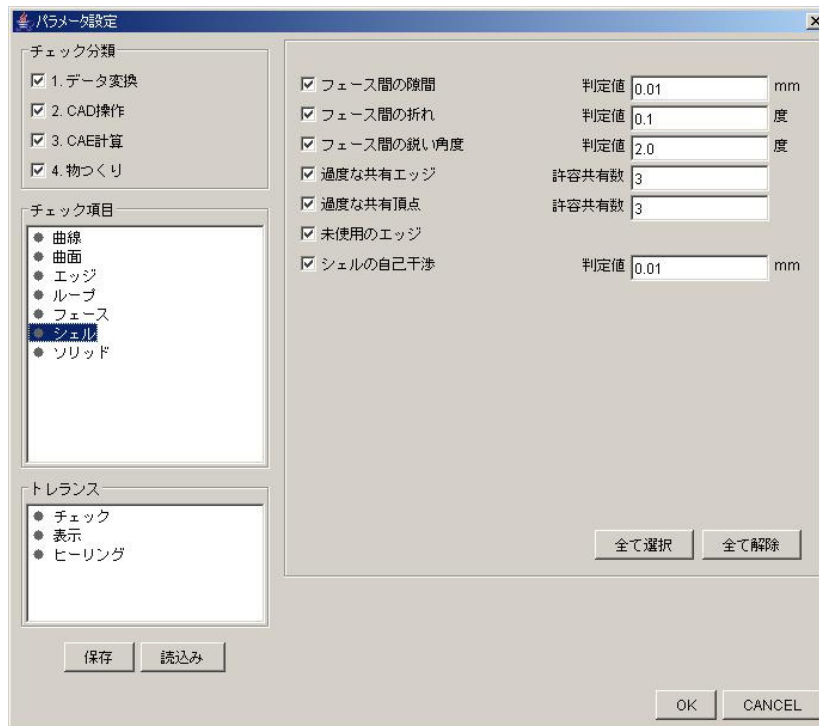 パラメータ設定
チェック分類
1. データ変換
2. CAD操作
3. CAE計算
4. 物つくり
チェック項目
曲線
曲面
エッジ
ループ
フェース
シェル
ソリッド
トレランス
チェック
表示
ヒーリング
保存 読込み
フェース間の隙間 判定値 0.01 mm
フェース間の折れ 判定値 0.1 度
フェース間の鋭い角度 判定値 2.0 度
過度な共有エッジ 許容共有数 3
過度な共有頂点 許容共有数 3
未使用のエッジ
シェルの自己干渉 判定値 0.01 mm
全て選択 全て解除
OK CANCEL